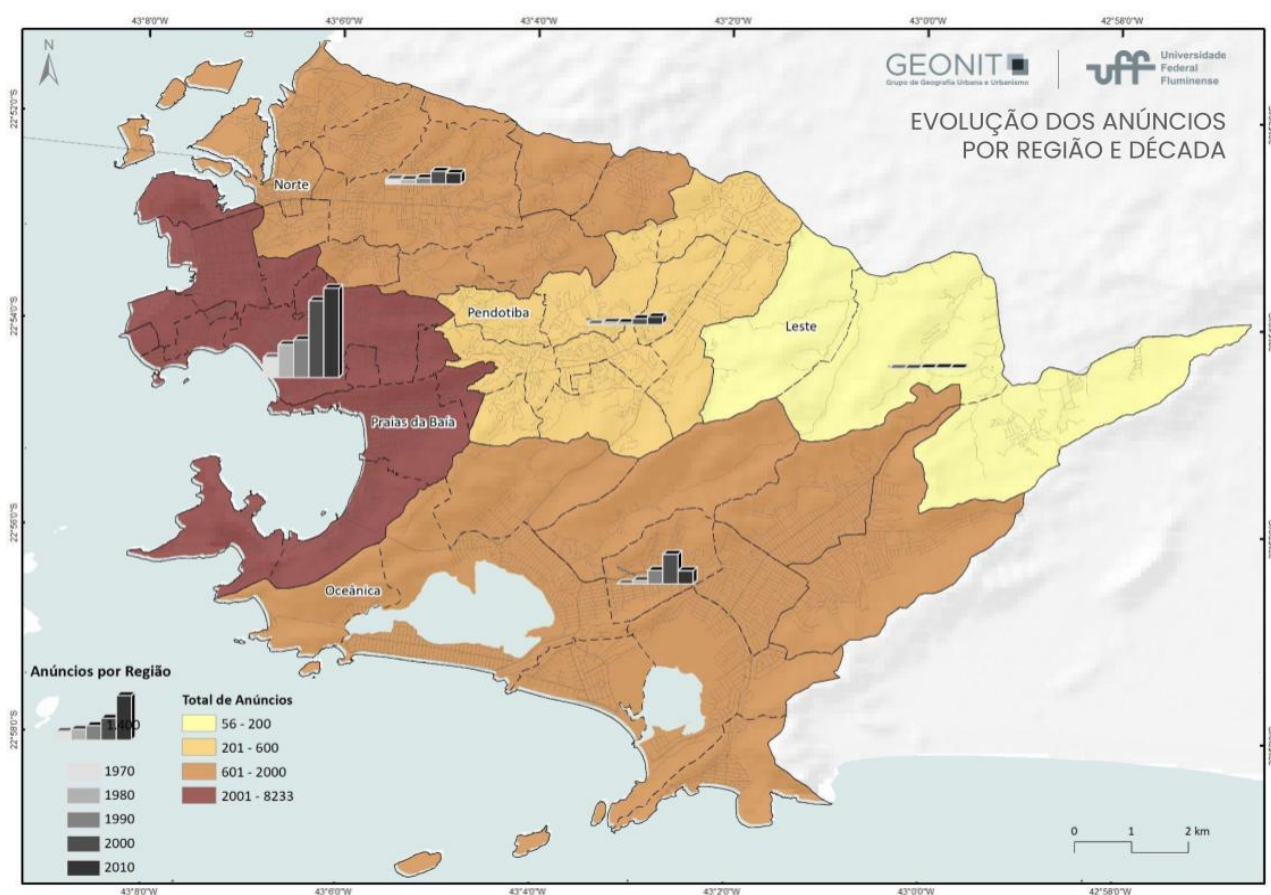 43°8'0"W 43°6'0"W 43°4'0"W 43°2'0"W 43°0'0"W 42°58'0"W
N
GEONIT
Grupo de Geografia Urbana e Urbanismo
uff
Universidade
Federal
Fluminense
EVOLUÇÃO DOS ANÚNCIOS
POR REGIÃO E DÉCADA
22°52'0"S
22°54'0"S
22°56'0"S
22°58'0"S
Norte
Pendotiba
Leste
Praias da Baía
Oceânica
Anúncios por Região
1.400
1970
1980
1990
2000
2010
Total de Anúncios
56 - 200
201 - 600
601 - 2000
2001 - 8233
0 1 2 km
43°8'0"W 43°6'0"W 43°4'0"W 43°2'0"W 43°0'0"W 42°58'0"W